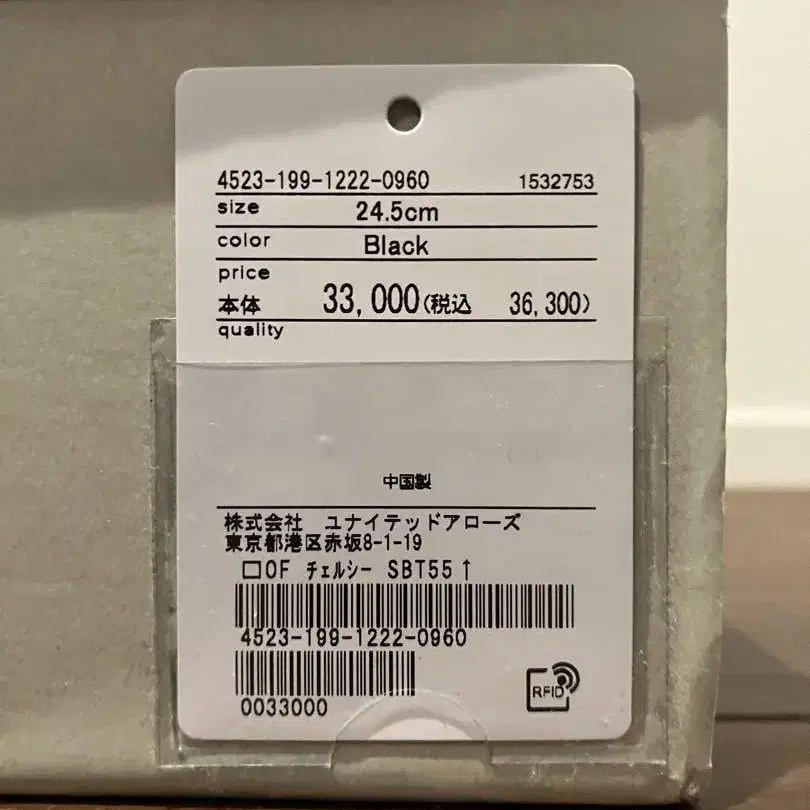 4523-199-1222-0960 1532753
size 24.5cm
color Black
price
本体 33,000(税込 36,300)
quality
中国製
株式会社 ユナイテッドアローズ
東京都港区赤坂8-1-19
□OF チェルシー SBT55↑
4523-199-1222-0960
0033000
RFID